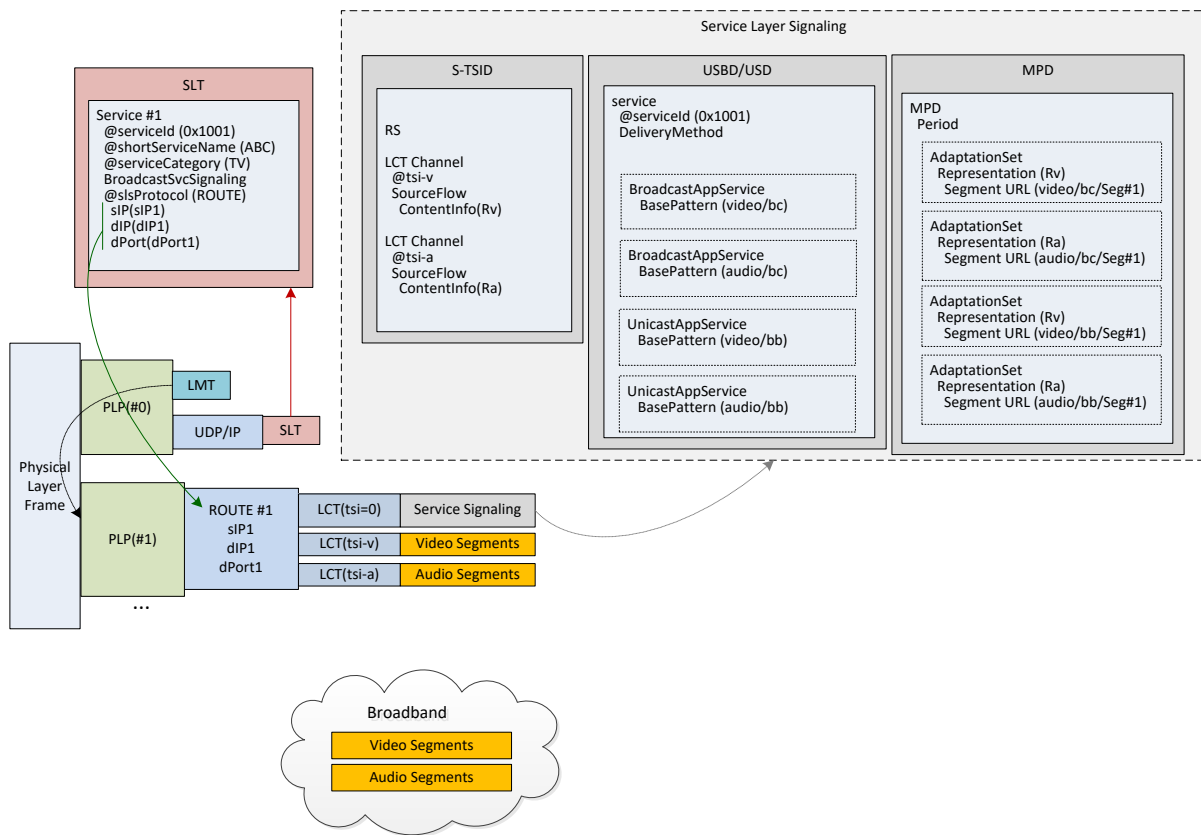 Service Layer Signaling
SLT
Service #1
@serviceId (0x1001)
@shortServiceName (ABC)
@serviceCategory (TV)
BroadcastSvcSignaling
@slsProtocol (ROUTE)
sIP(sIP1)
dIP(dIP1)
dPort(dPort1)
S-TSID
RS
LCT Channel
@tsi-v
SourceFlow
ContentInfo(Rv)
LCT Channel
@tsi-a
SourceFlow
ContentInfo(Ra)
USBD/USD
service
@serviceId (0x1001)
DeliveryMethod
BroadcastAppService
BasePattern (video/bc)
BroadcastAppService
BasePattern (audio/bc)
UnicastAppService
BasePattern (video/bb)
UnicastAppService
BasePattern (audio/bb)
MPD
MPD
Period
AdaptationSet
Representation (Rv)
Segment URL (video/bc/Seg#1)
AdaptationSet
Representation (Ra)
Segment URL (audio/bc/Seg#1)
AdaptationSet
Representation (Rv)
Segment URL (video/bb/Seg#1)
AdaptationSet
Representation (Ra)
Segment URL (audio/bb/Seg#1)
Physical
Layer
Frame
PLP(#0)
LMT
UDP/IP
SLT
PLP(#1)
ROUTE #1
sIP1
dIP1
dPort1
LCT(tsi=0)
Service Signaling
LCT(tsi-v)
Video Segments
LCT(tsi-a)
Audio Segments
...
Broadband
Video Segments
Audio Segments